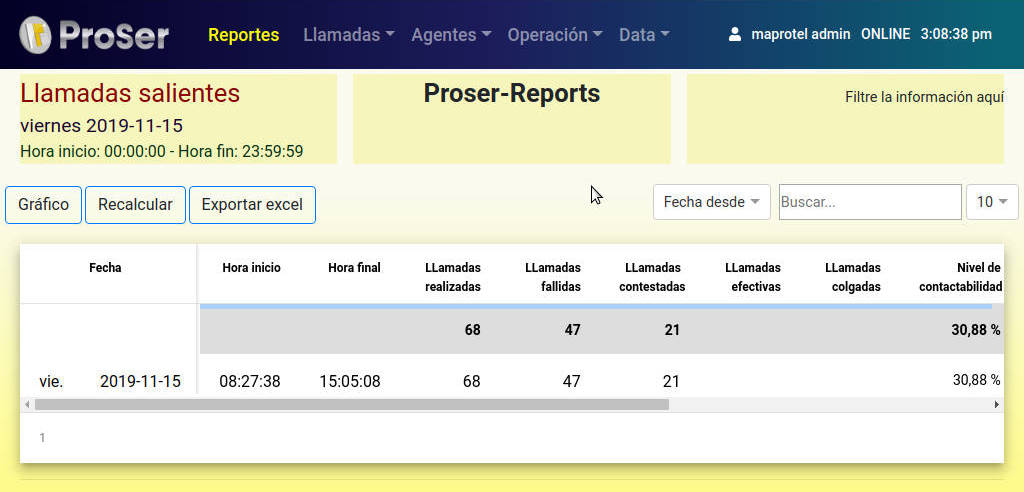 ProSer Reportes Llamadas Agentes Operación Data maprotel admin ONLINE 3:08:38 pm
Llamadas salientes
viernes 2019-11-15
Hora inicio: 00:00:00 - Hora fin: 23:59:59
Proser-Reports
Filtre la información aquí
Gráfico Recalcular Exportar excel Fecha desde Buscar... 10
Fecha Hora inicio Hora final LLamadas LLamadas LLamadas LLamadas LLamadas Nivel de
realizadas fallidas contestadas efectivas colgadas contactabilidad
68 47 21 30,88 %
vie. 2019-11-15 08:27:38 15:05:08 68 47 21 30,88 %
1